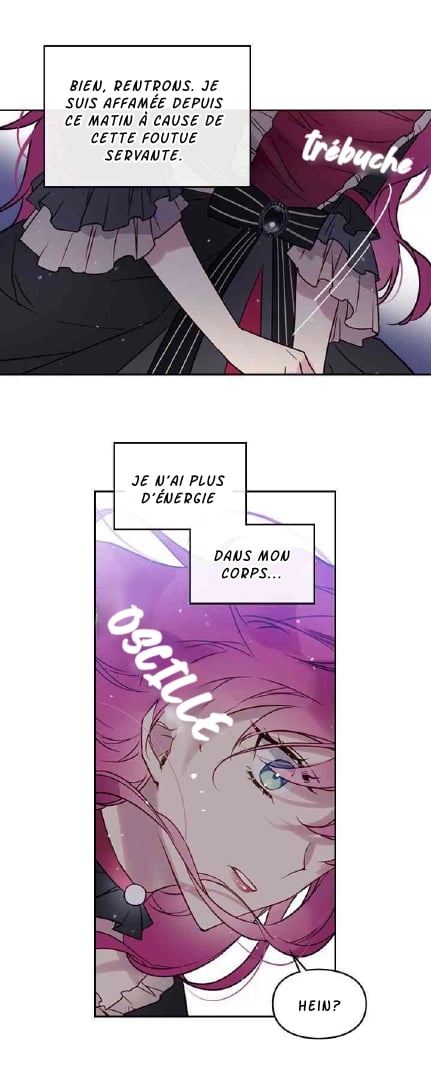 BIEN, RENTRONS. JE
SUIS AFFAMÉE DEPUIS
CE MATIN À CAUSE DE
CETTE FOUTUE
SERVANTE.
trébuche
JE N'AI PLUS
D'ÉNERGIE
DANS MON
CORPS...
OSCILLE
HEIN?